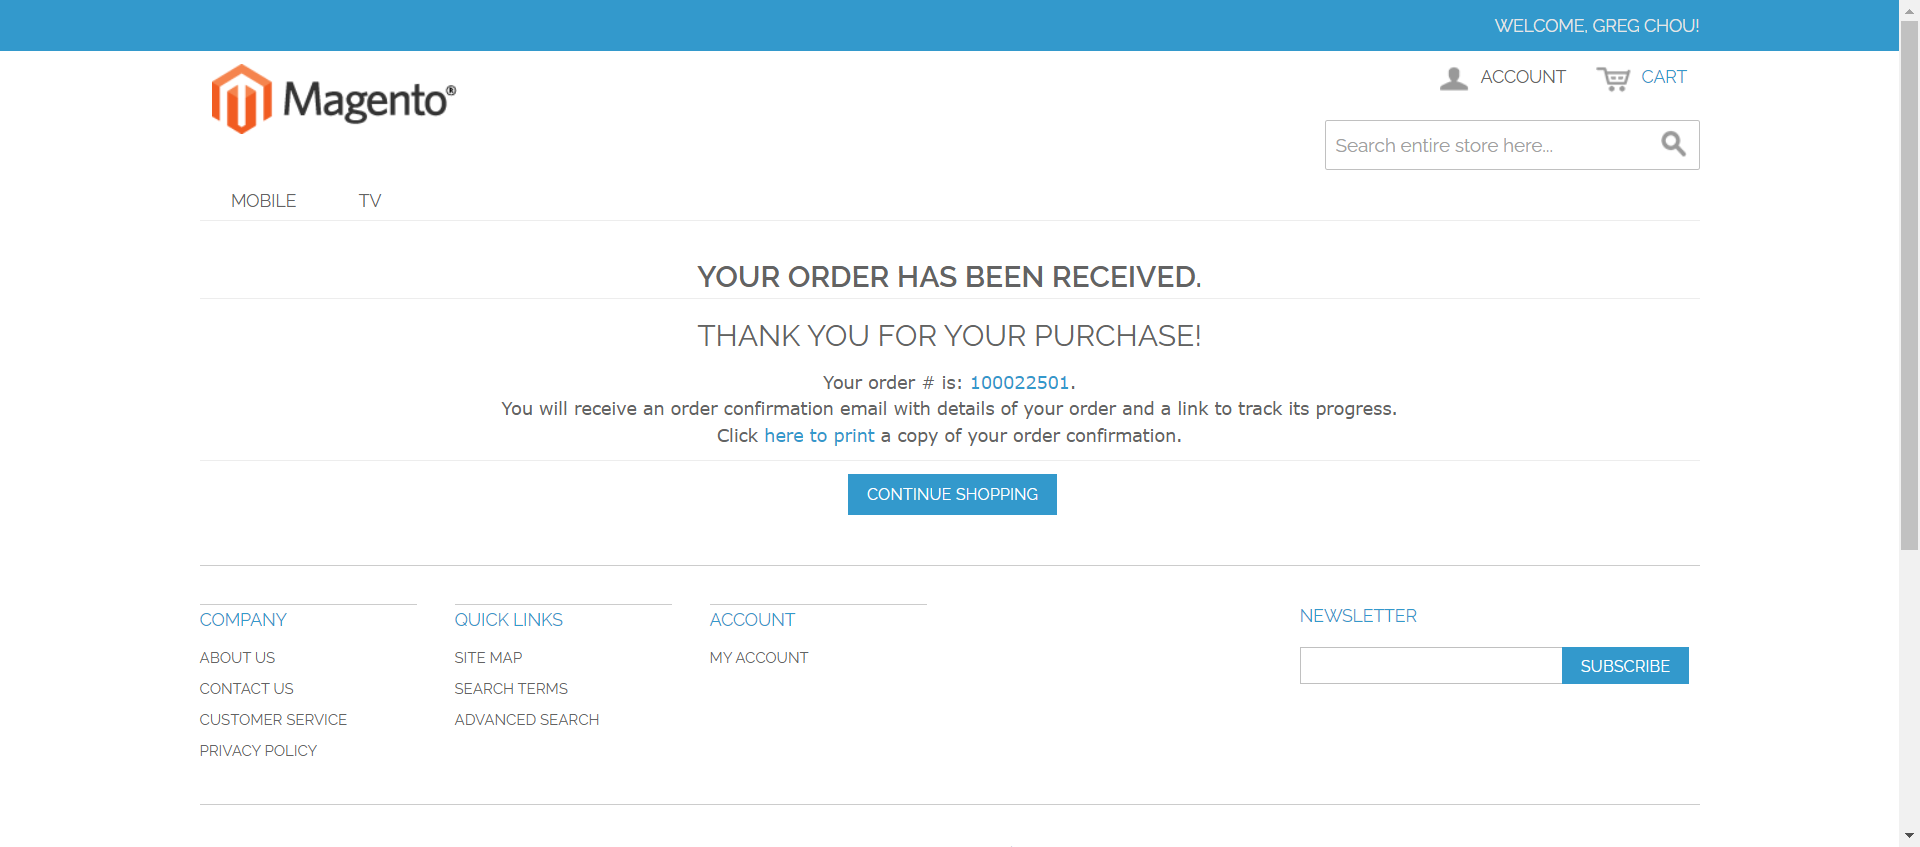 WELCOME, GREG CHOU!
Magento®
ACCOUNT
CART
Search entire store here...
MOBILE
TV
YOUR ORDER HAS BEEN RECEIVED.
THANK YOU FOR YOUR PURCHASE!
Your order # is: 100022501.
You will receive an order confirmation email with details of your order and a link to track its progress.
Click here to print a copy of your order confirmation.
CONTINUE SHOPPING
COMPANY
ABOUT US
CONTACT US
CUSTOMER SERVICE
PRIVACY POLICY
QUICK LINKS
SITE MAP
SEARCH TERMS
ADVANCED SEARCH
ACCOUNT
MY ACCOUNT
NEWSLETTER
SUBSCRIBE